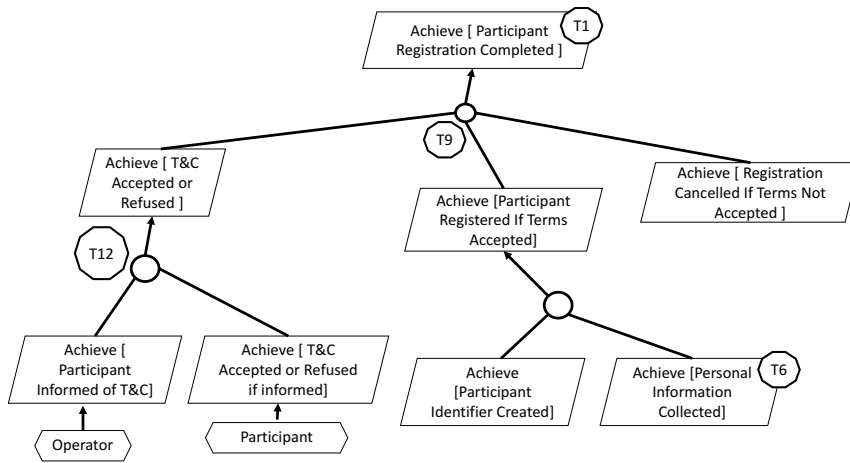 Achieve [ Participant
Registration Completed ]
T1
T9
Achieve [ T&C
Accepted or
Refused ]
Achieve [Participant
Registered If Terms
Accepted]
Achieve [ Registration
Cancelled If Terms Not
Accepted ]
T12
Achieve [
Participant
Informed of T&C]
Achieve [ T&C
Accepted or Refused
if informed]
Achieve
[Participant
Identifier Created]
Achieve [Personal
Information
Collected]
T6
Operator
Participant